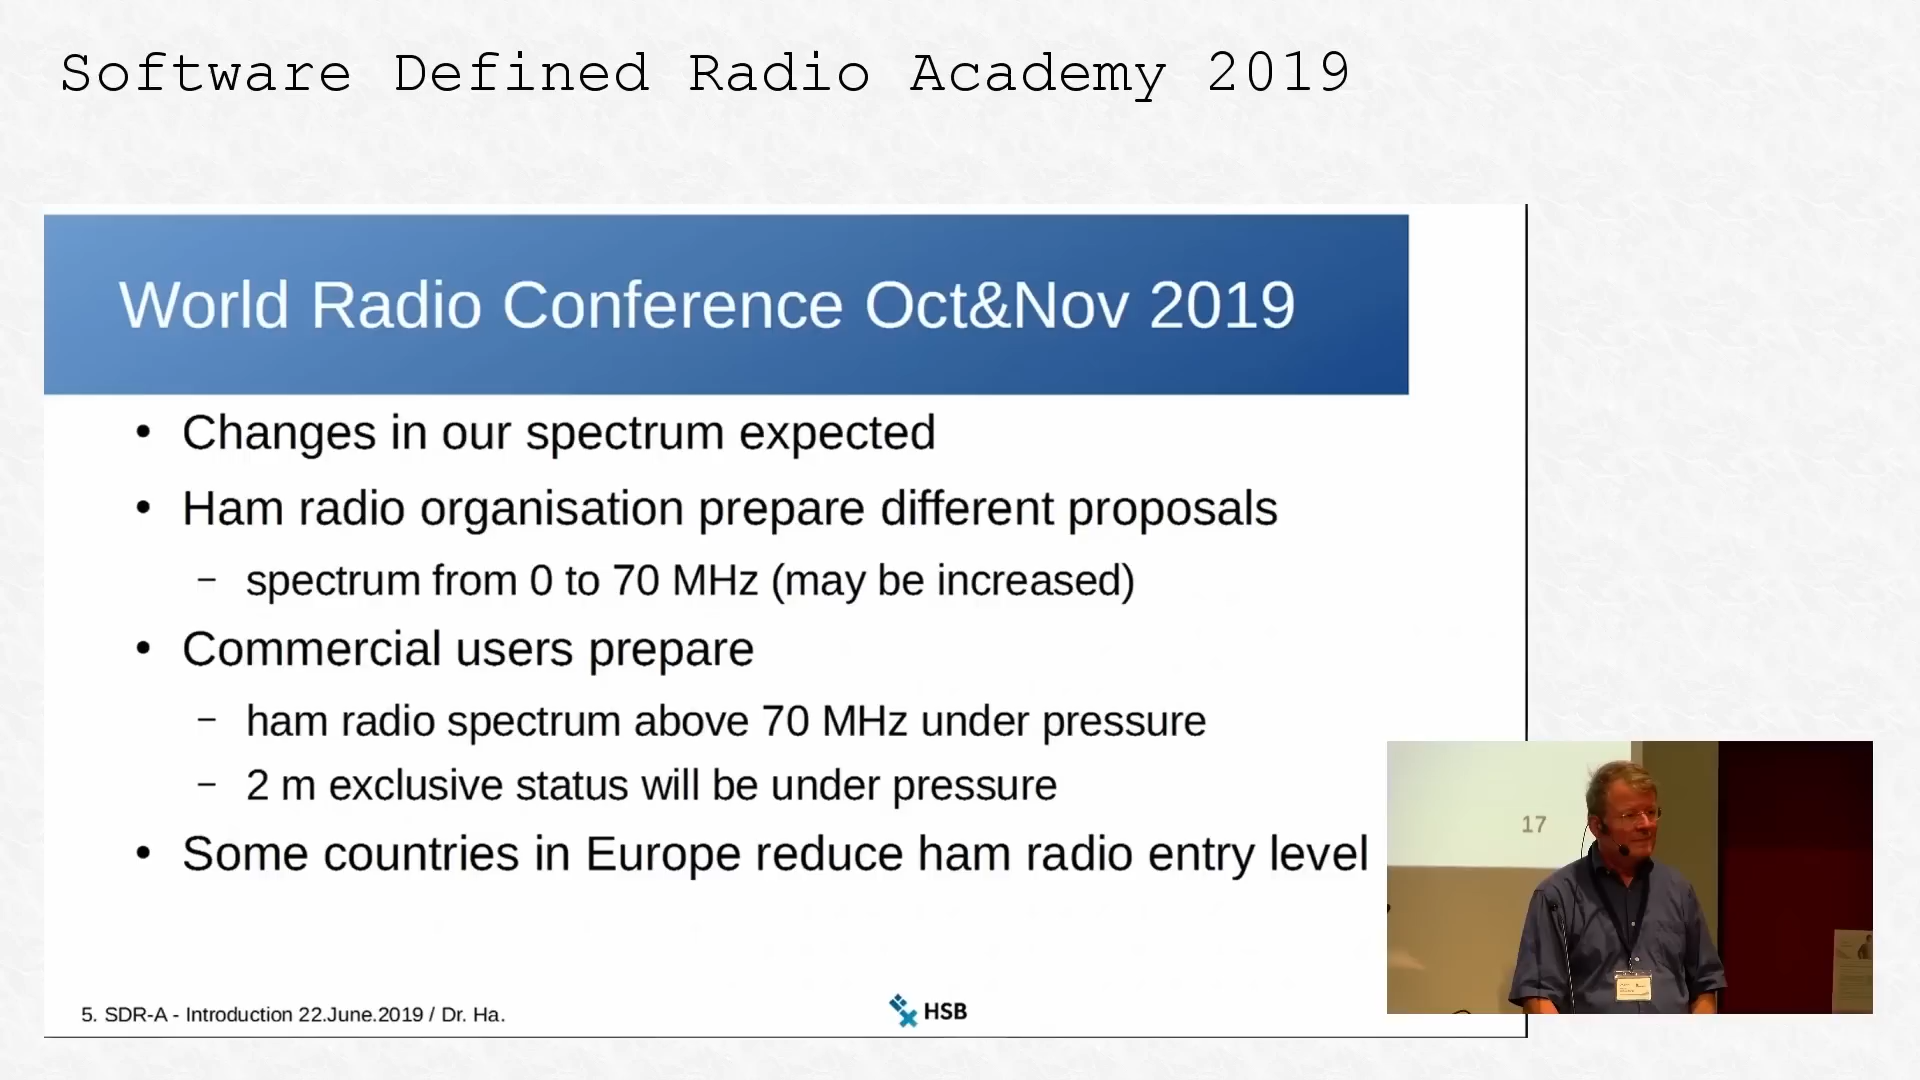 Software Defined Radio Academy 2019
World Radio Conference Oct&Nov 2019
• Changes in our spectrum expected
• Ham radio organisation prepare different proposals
– spectrum from 0 to 70 MHz (may be increased)
• Commercial users prepare
– ham radio spectrum above 70 MHz under pressure
– 2 m exclusive status will be under pressure
• Some countries in Europe reduce ham radio entry level
17
5. SDR-A - Introduction 22.June.2019 / Dr. Ha.
HSB